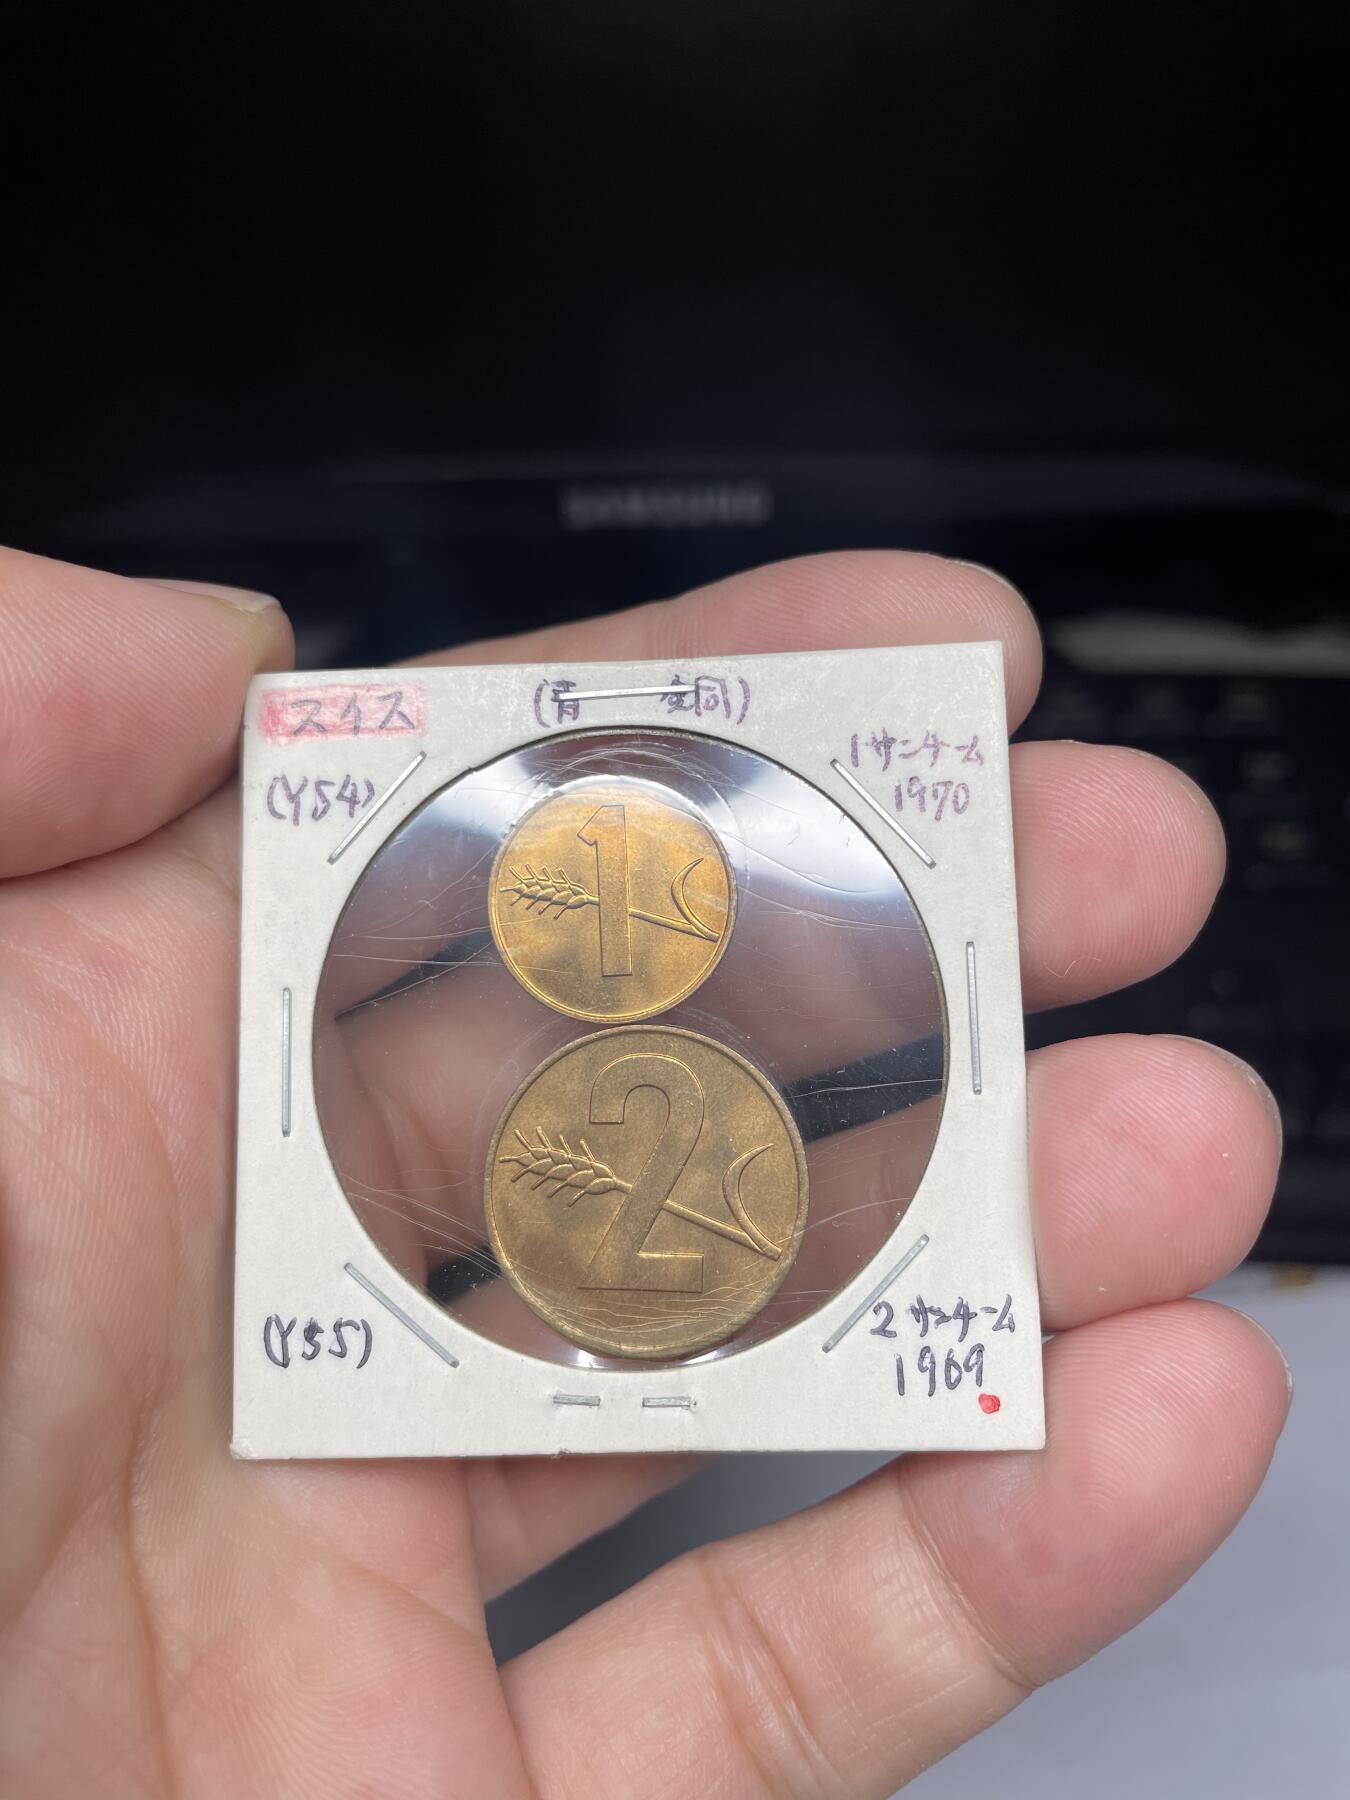 SAMSUNG
スイス
(青 銅)
1サンチーム
1970
(Y54)
1
2
(Y55)
2サンチーム
1969